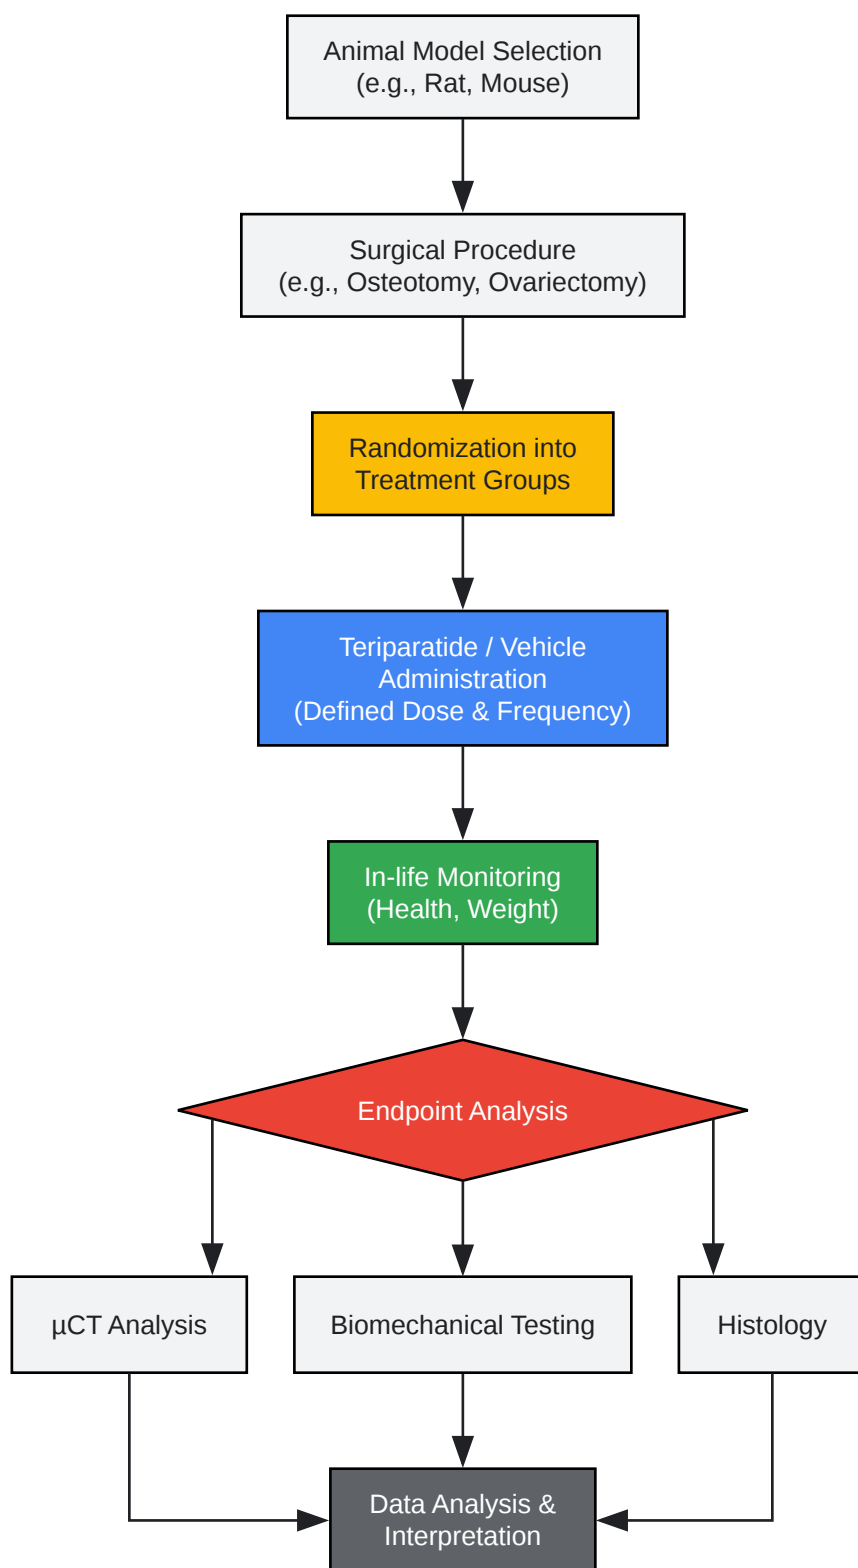 Animal Model Selection
(e.g., Rat, Mouse)
Surgical Procedure
(e.g., Osteotomy, Ovariectomy)
Randomization into
Treatment Groups
Teriparatide / Vehicle
Administration
(Defined Dose & Frequency)
In-life Monitoring
(Health, Weight)
Endpoint Analysis
µCT Analysis
Biomechanical Testing
Histology
Data Analysis &
Interpretation